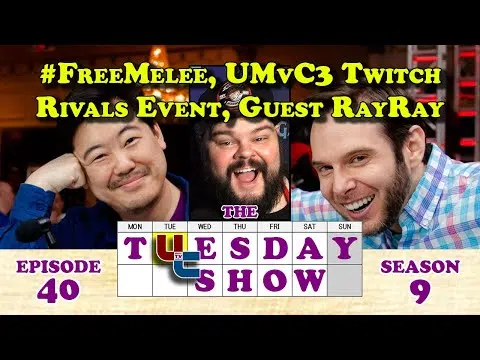 #FreeMelee, UMvC3 Twitch
Rivals Event, Guest RayRay
THE
MON TUE WED THU FRI SAT SUN
TUESDAY
UCTV
SHOW
EPISODE
40
SEASON
9